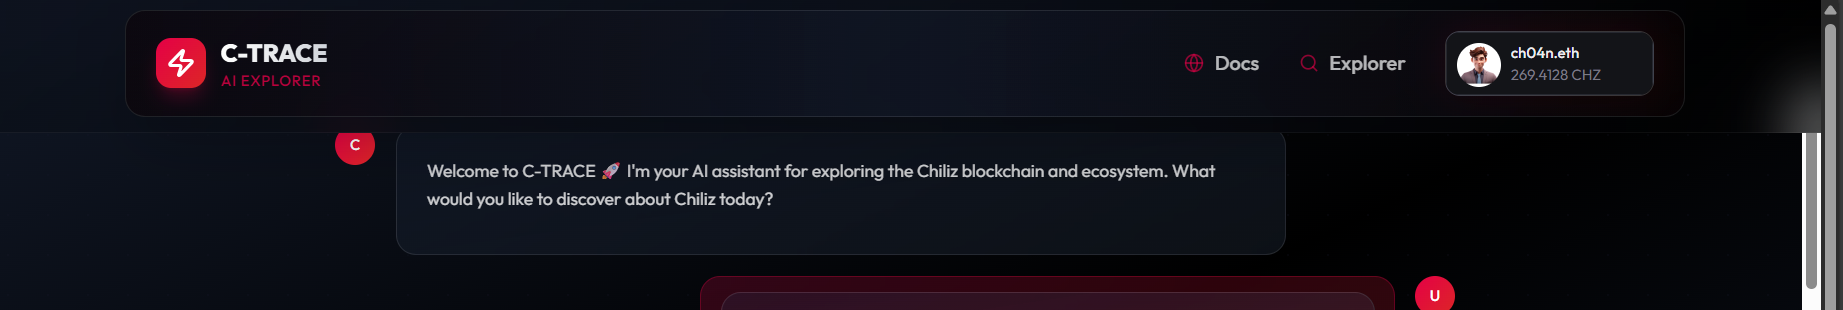 C-TRACE
AI EXPLORER
Docs
Explorer
ch04n.eth
269.4128 CHZ
C
Welcome to C-TRACE 🚀 I'm your AI assistant for exploring the Chiliz blockchain and ecosystem. What
would you like to discover about Chiliz today?
U